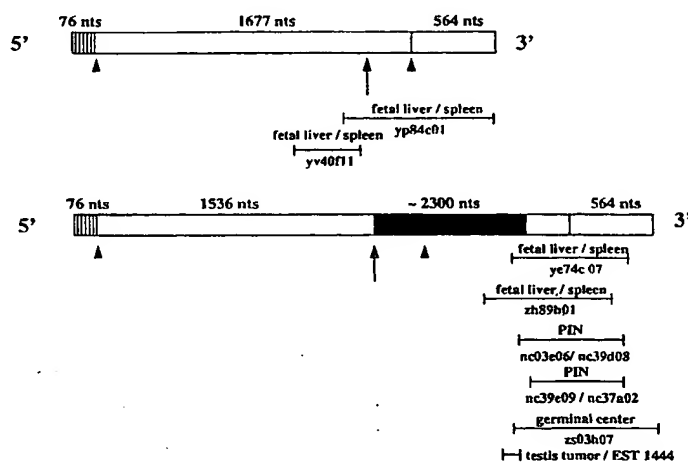 76 nts 1677 nts 564 nts
5' 3'
fetal liver / spleen
yp84c01
fetal liver / spleen
yv40f11
76 nts 1536 nts ~ 2300 nts 564 nts
5' 3'
fetal liver / spleen
ye74c 07
fetal liver / spleen
zh89b01
PIN
nc03e06/ nc39d08
PIN
nc39e09 / nc37a02
germinal center
zs03h07
testis tumor / EST 1444